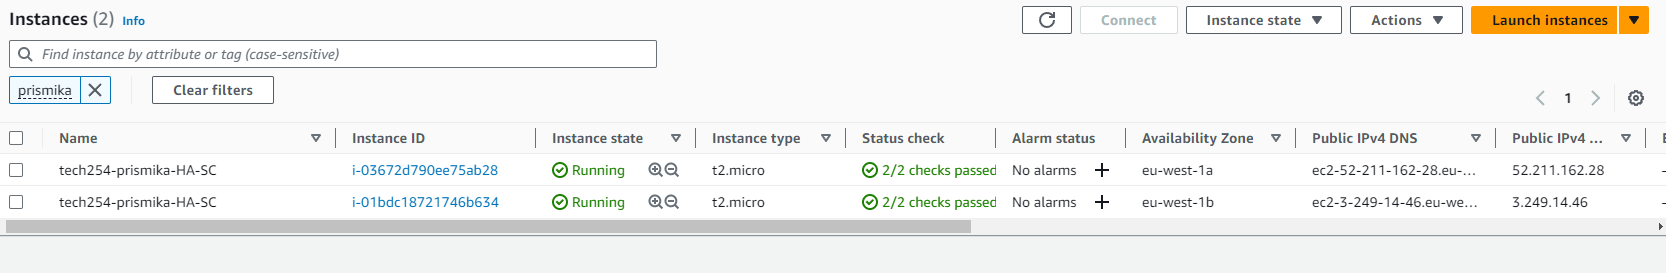 Instances (2) Info
Connect
Instance state
Actions
Launch instances
Find instance by attribute or tag (case-sensitive)
prismika
Clear filters
1
Name Instance ID Instance state Instance type Status check Alarm status Availability Zone Public IPv4 DNS Public IPv4 ...
tech254-prismika-HA-SC i-03672d790ee75ab28 Running t2.micro 2/2 checks passed No alarms + eu-west-1a ec2-52-211-162-28.eu-... 52.211.162.28 –
tech254-prismika-HA-SC i-01bdc18721746b634 Running t2.micro 2/2 checks passed No alarms + eu-west-1b ec2-3-249-14-46.eu-we... 3.249.14.46 –